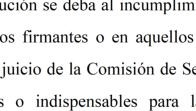 ución se deba al incumplim
os firmantes o en aquellos
juicio de la Comisión de Se
s o indispensables para l